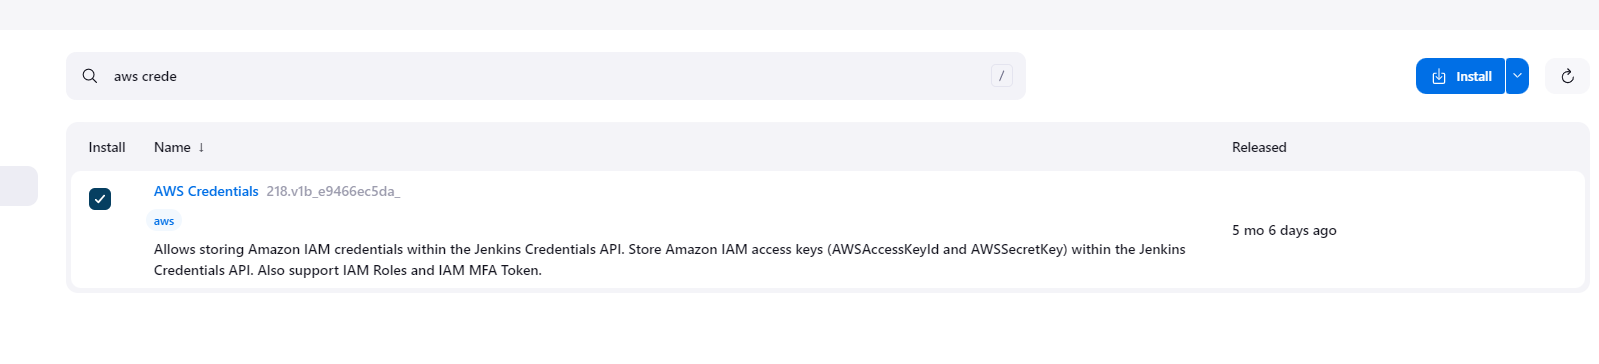 aws crede
/
Install
Install Name ↓ Released
AWS Credentials 218.v1b_e9466ec5da_
aws
Allows storing Amazon IAM credentials within the Jenkins Credentials API. Store Amazon IAM access keys (AWSAccessKeyId and AWSSecretKey) within the Jenkins
Credentials API. Also support IAM Roles and IAM MFA Token.
5 mo 6 days ago